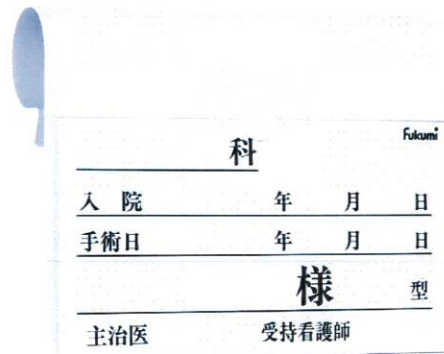 Fukumi
科
入 院 年 月 日
手術日 年 月 日
様 型
主治医 受持看護師